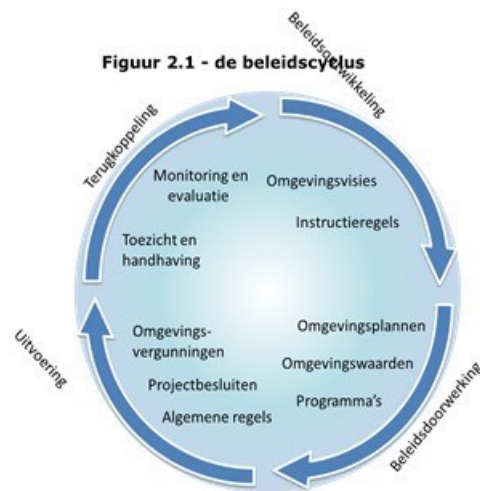 Figuur 2.1 - de beleidscyclus
Beleidsontwikkeling
Terugkoppeling
Monitoring en
evaluatie
Omgevingsvisies
Instructieregels
Toezicht en
handhaving
Omgevings-
vergunningen
Projectbesluiten
Algemene regels
Omgevingsplannen
Omgevingswaarden
Programma's
Uitvoering
Beleidsdoorwerking